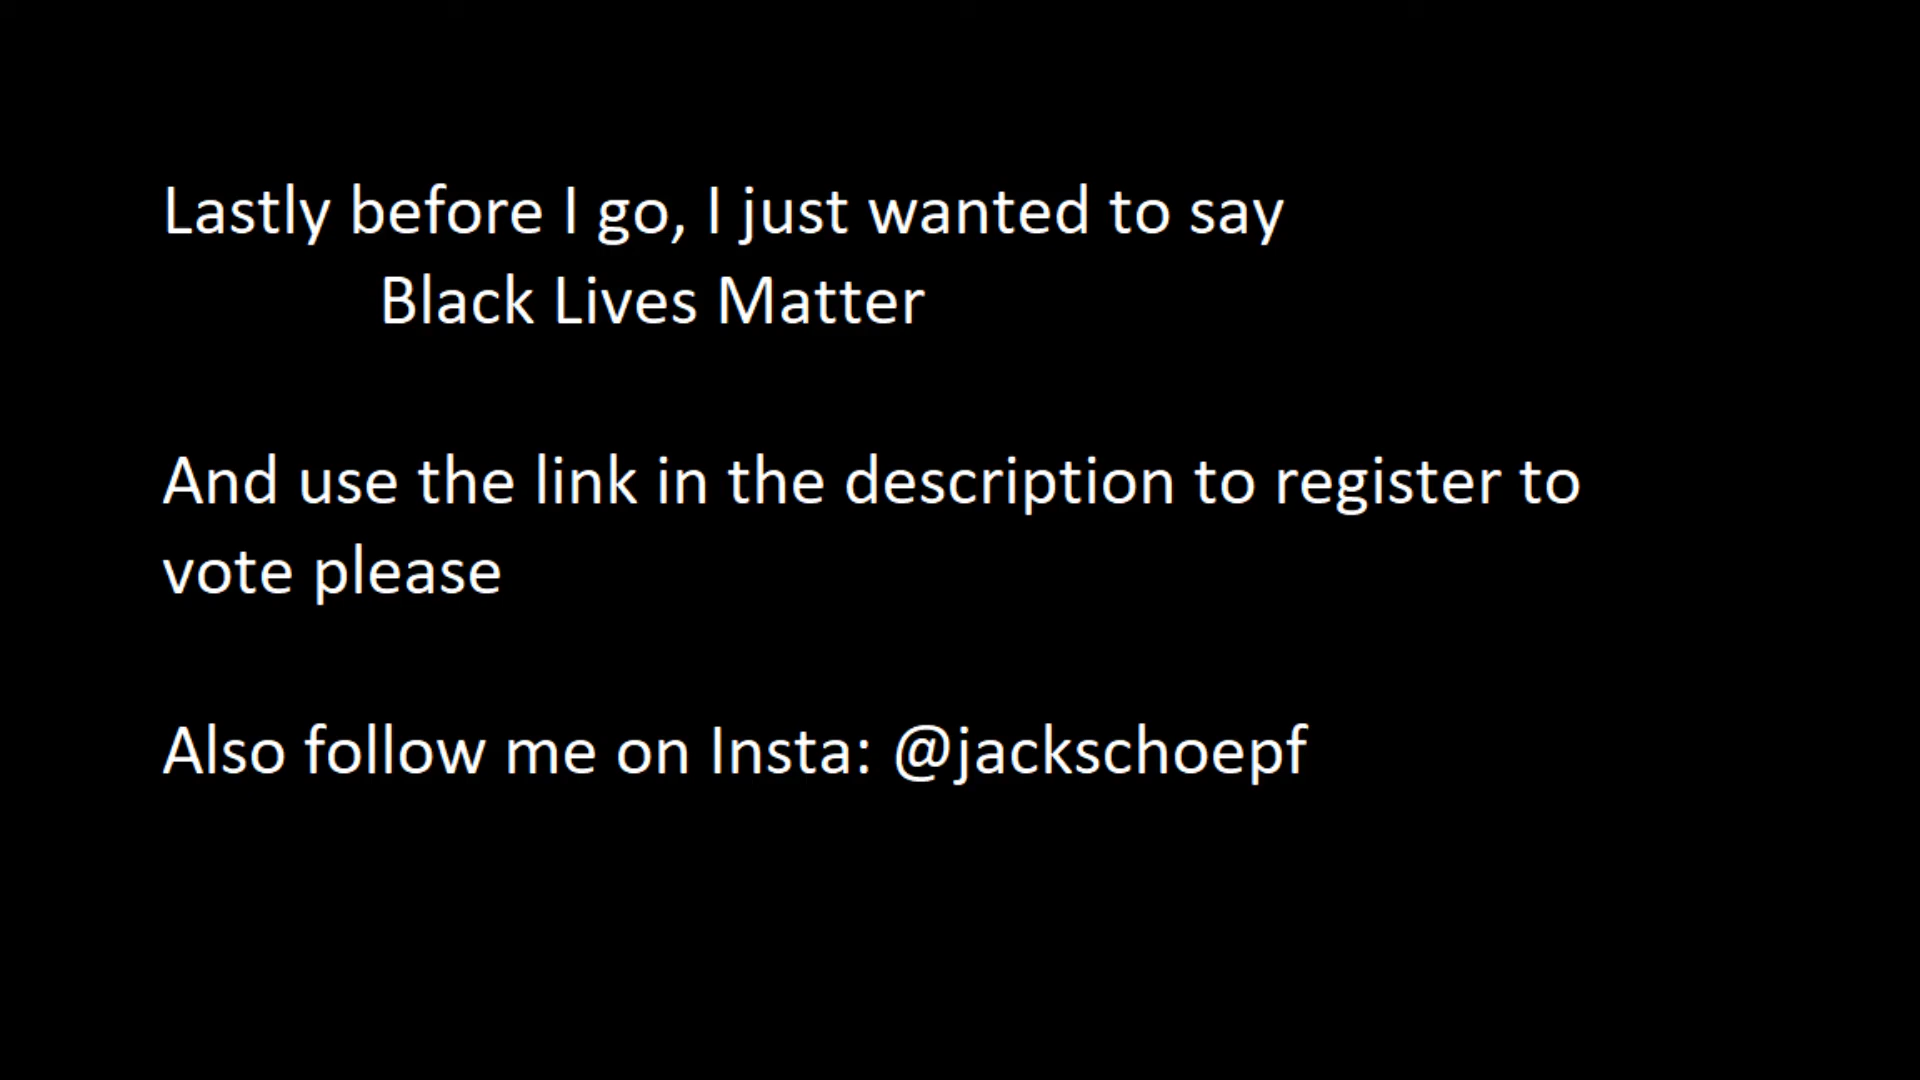 Lastly before I go, I just wanted to say
Black Lives Matter
And use the link in the description to register to
vote please
Also follow me on Insta: @jackschoepf